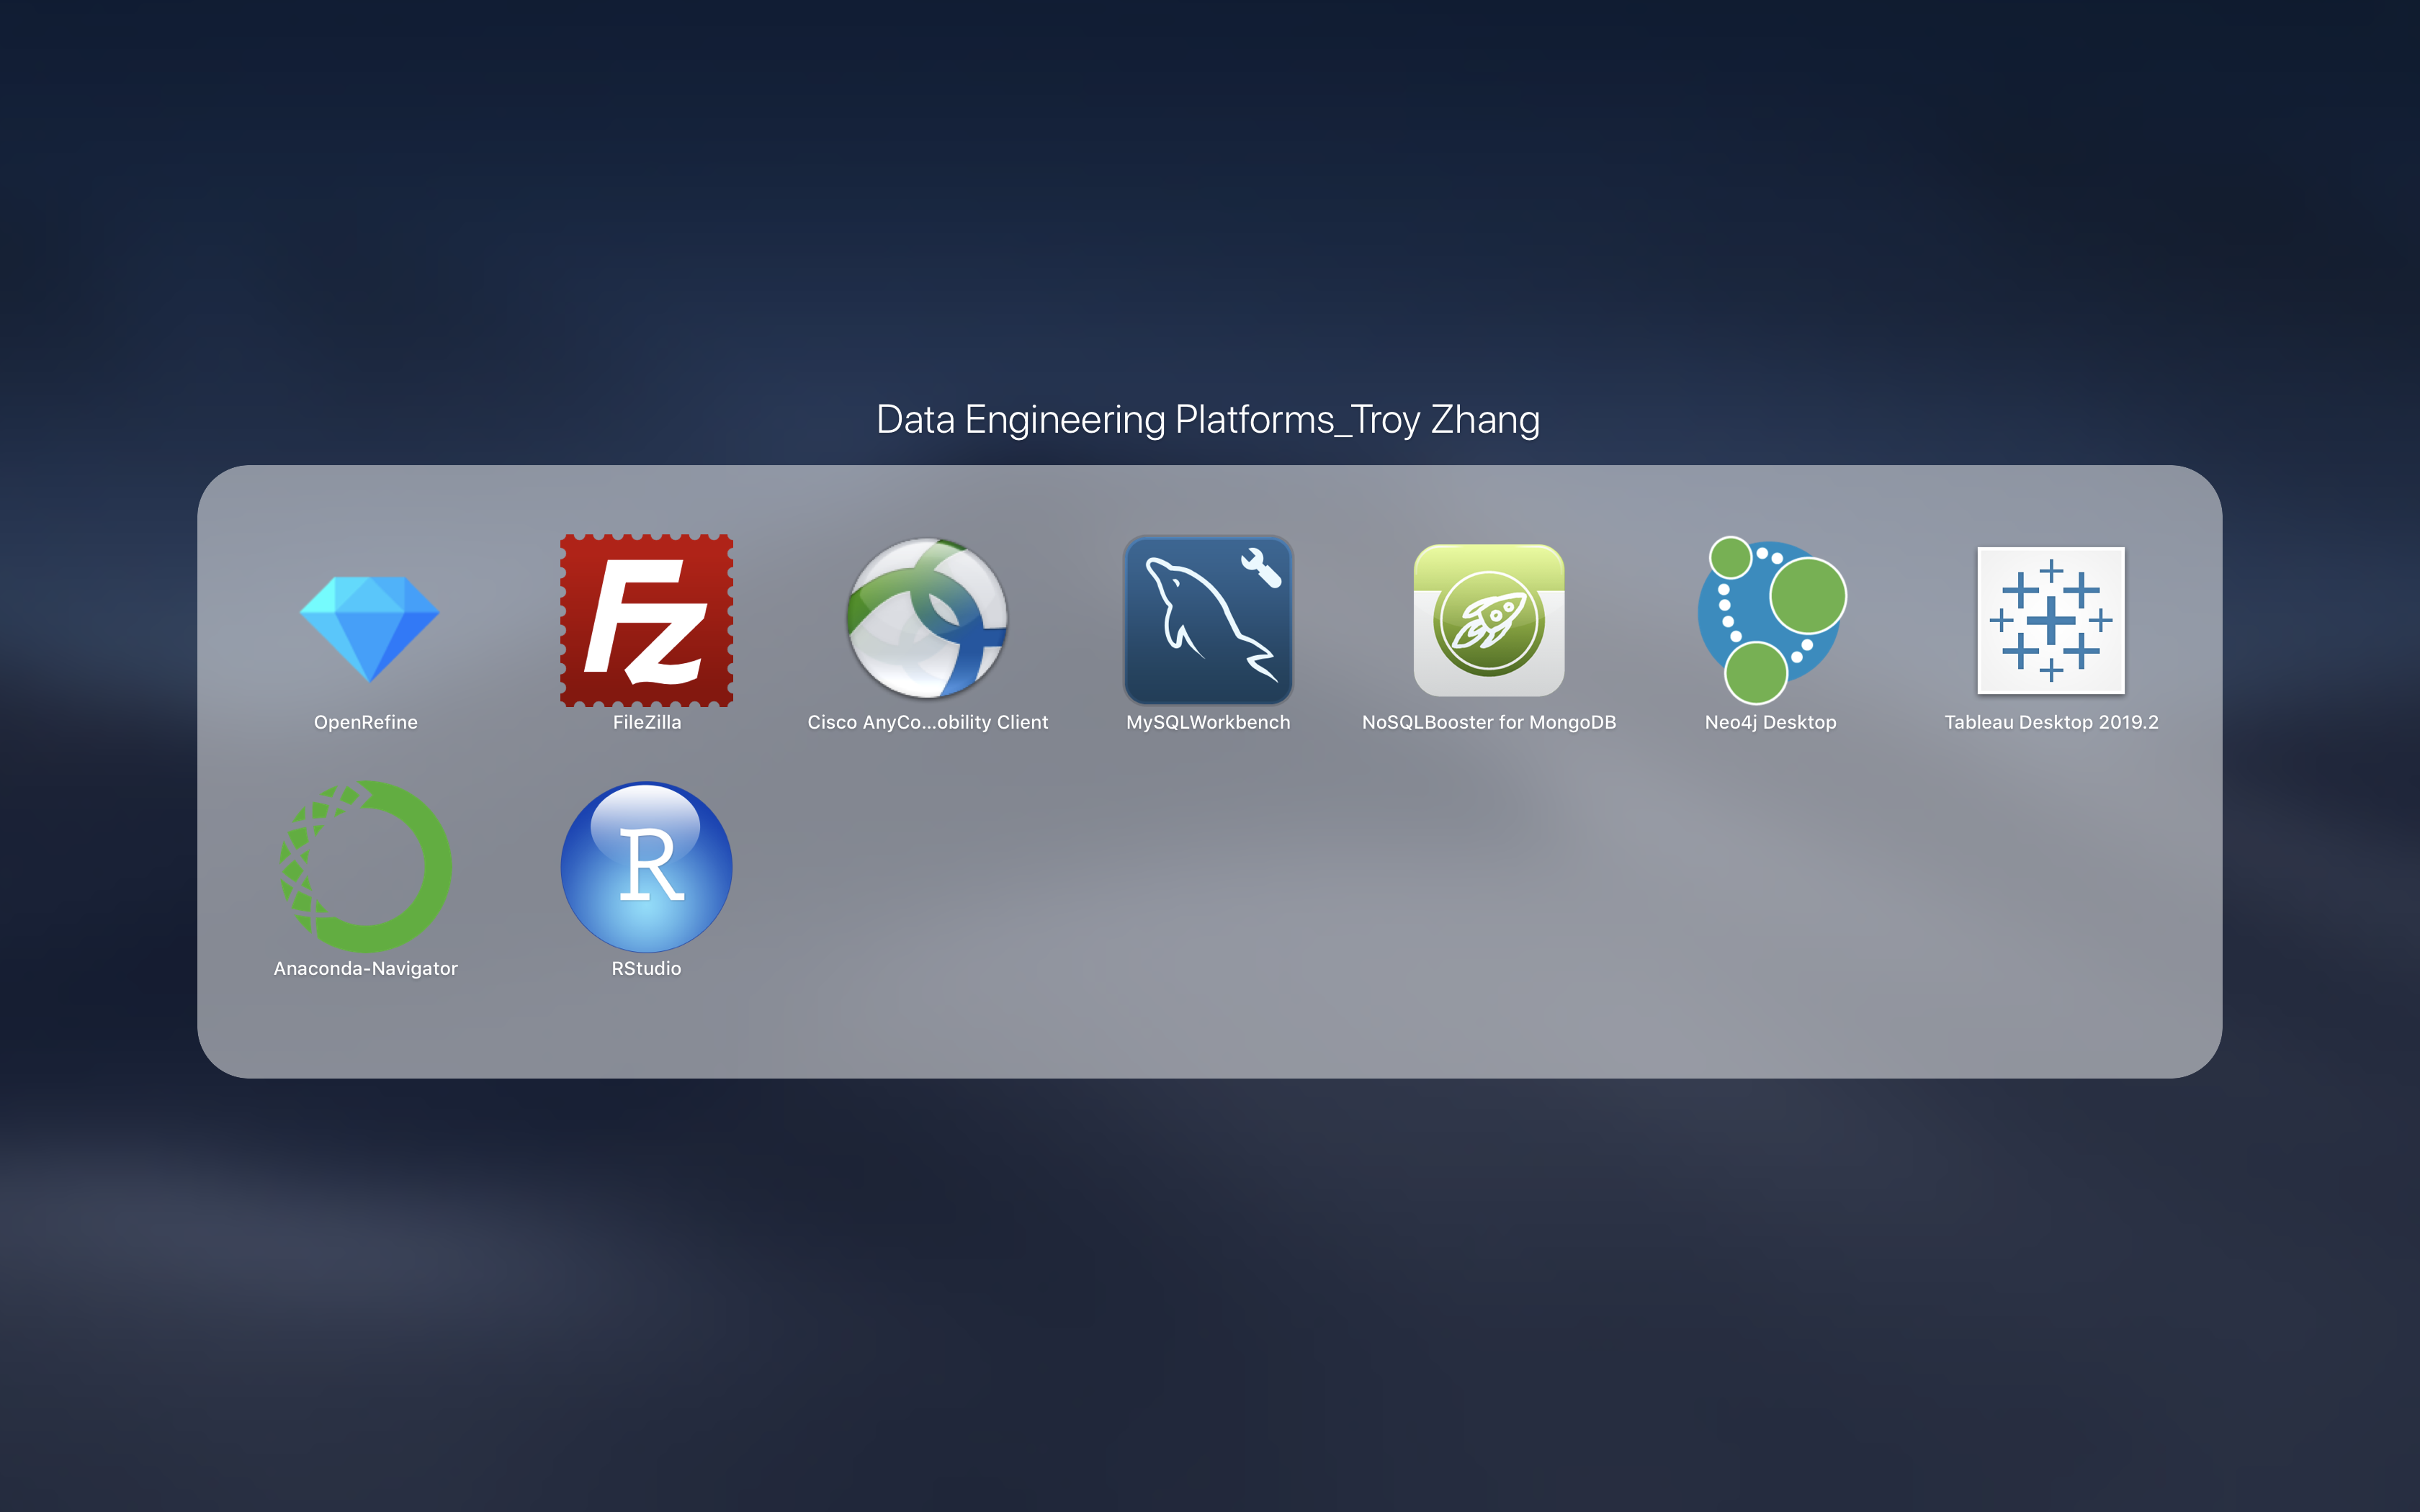 Data Engineering Platforms_Troy Zhang
Fz
OpenRefine
FileZilla
Cisco AnyCo...obility Client
MySQLWorkbench
NoSQLBooster for MongoDB
Neo4j Desktop
Tableau Desktop 2019.2
R
Anaconda-Navigator
RStudio